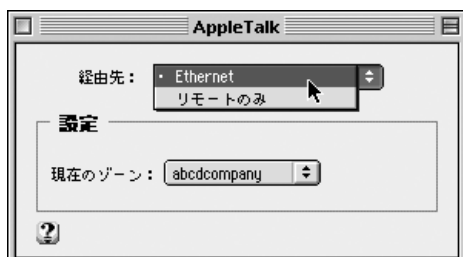 AppleTalk
経由先： • Ethernet
リモートのみ
設定
現在のゾーン： abcdcompany
?